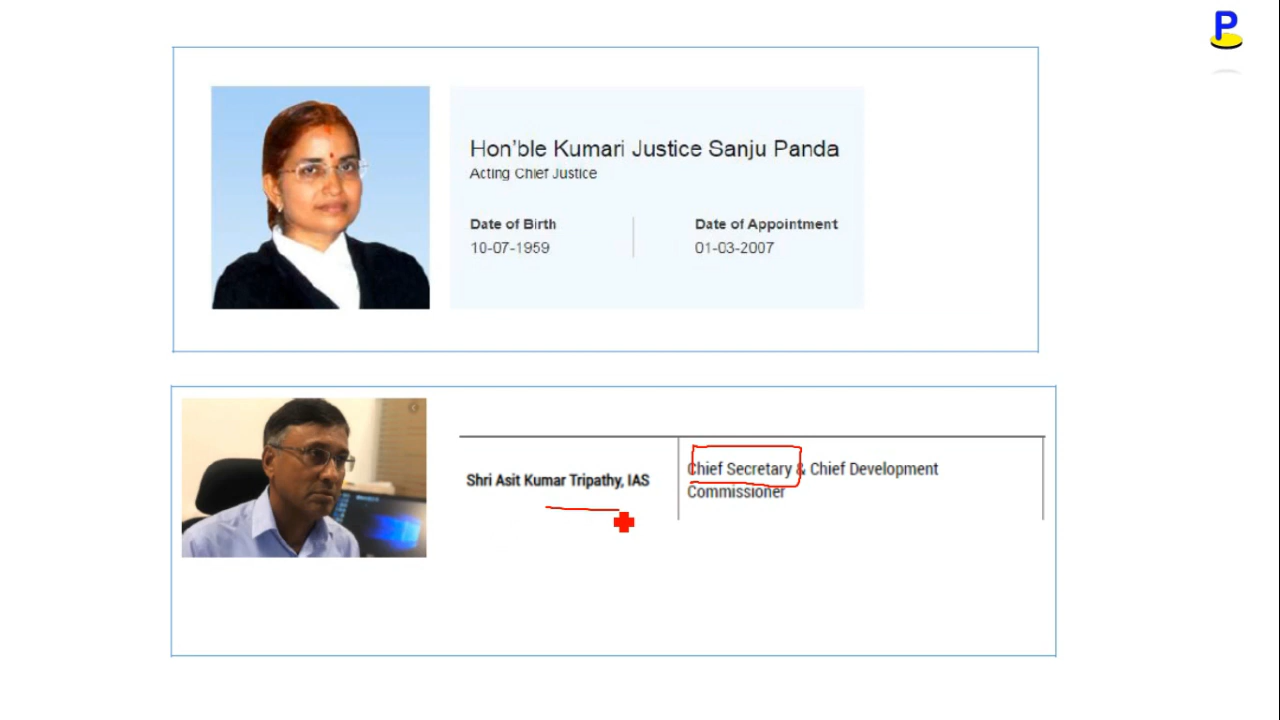 P
Hon'ble Kumari Justice Sanju Panda
Acting Chief Justice
Date of Birth
Date of Appointment
10-07-1959
01-03-2007
Shri Asit Kumar Tripathy, IAS
Chief Secretary & Chief Development
Commissioner